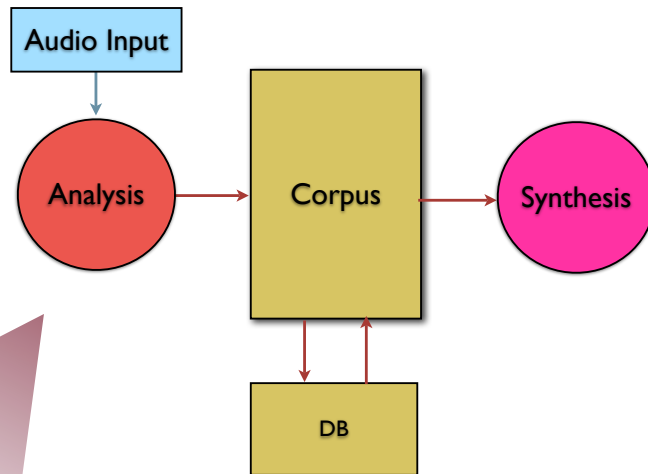 Audio Input
Analysis
Corpus
Synthesis
DB